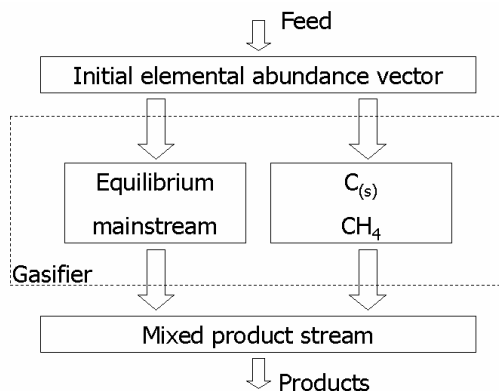 Feed
Initial elemental abundance vector
Equilibrium
mainstream
C(s)
CH4
Gasifier
Mixed product stream
Products